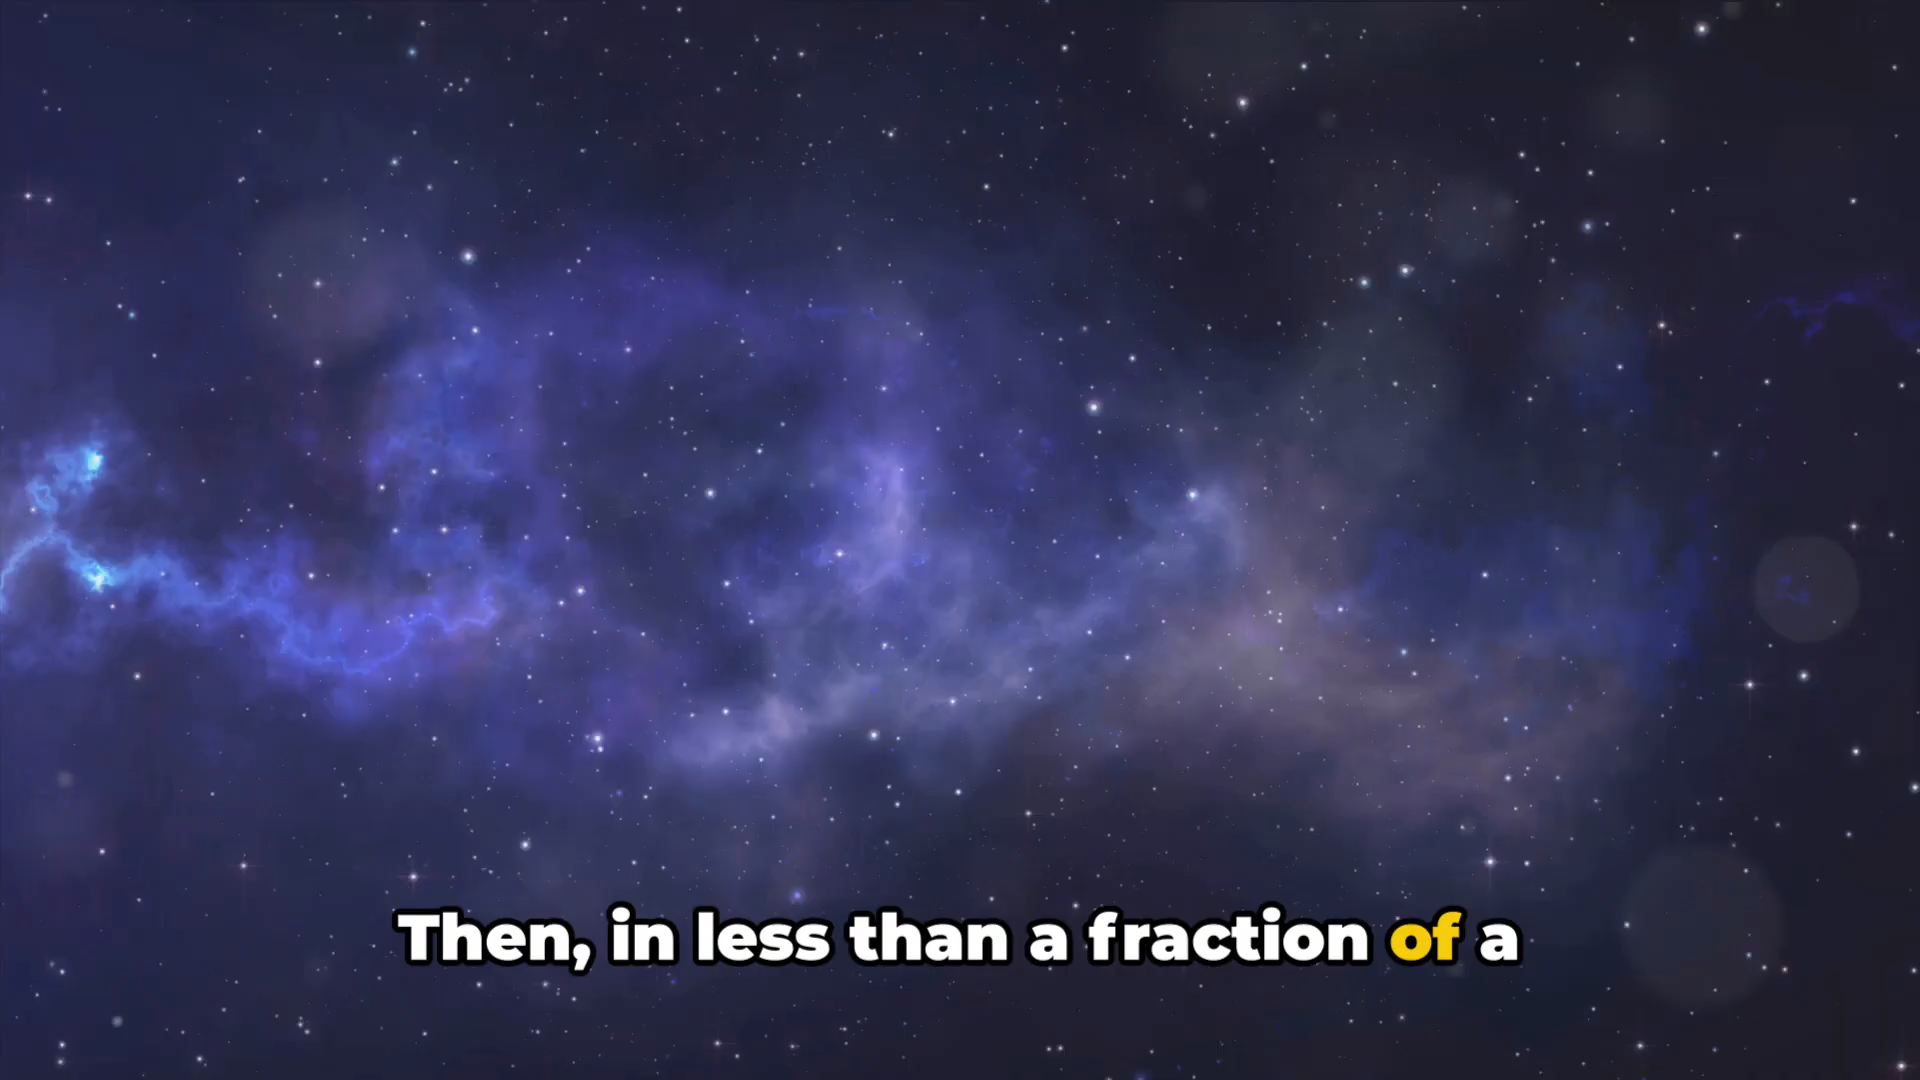 Then, in less than a fraction of a